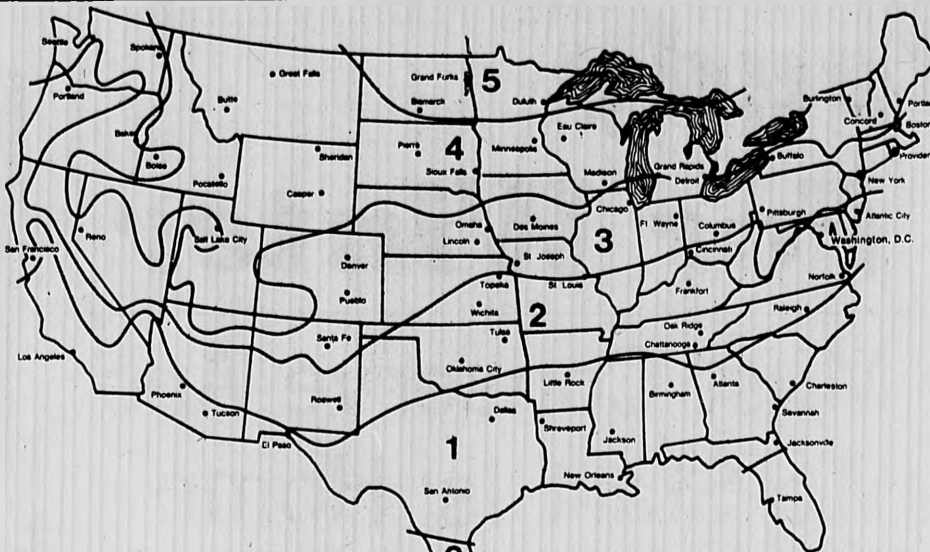 Seattle
Spokane
Great Falls
Grand Furks
5
Portland
Butte
Bismarck
Duluth
Burlington
Portland
Concord
Boston
Baker
Boise
Sheridan
Pierre
4
Minneapolis
Eau Claire
Grand Rapids
Buffalo
Providen
Pocatello
Casper
Sioux Falls
Madison
Detroit
New York
Chicago
Ft Wayne
Pittsburgh
Atlantic City
Reno
Salt Lake City
Omaha
Des Moines
3
Columbus
Washington, D.C.
San Francisco
Lincoln
Cincinnati
Denver
St Joseph
Topeka
St Louis
Norfolk
Pueblo
Frankfort
Wichita
2
Raleigh
Santa Fe
Tulsa
Oak Ridge
Chattanooga
Los Angeles
Oklahoma City
Little Rock
Phoenix
Birmingham
Atlanta
Charleston
Tucson
Roswell
Dallas
Savannah
El Paso
Shreveport
Jackson
Jacksonville
1
New Orleans
San Antonio
Tampa